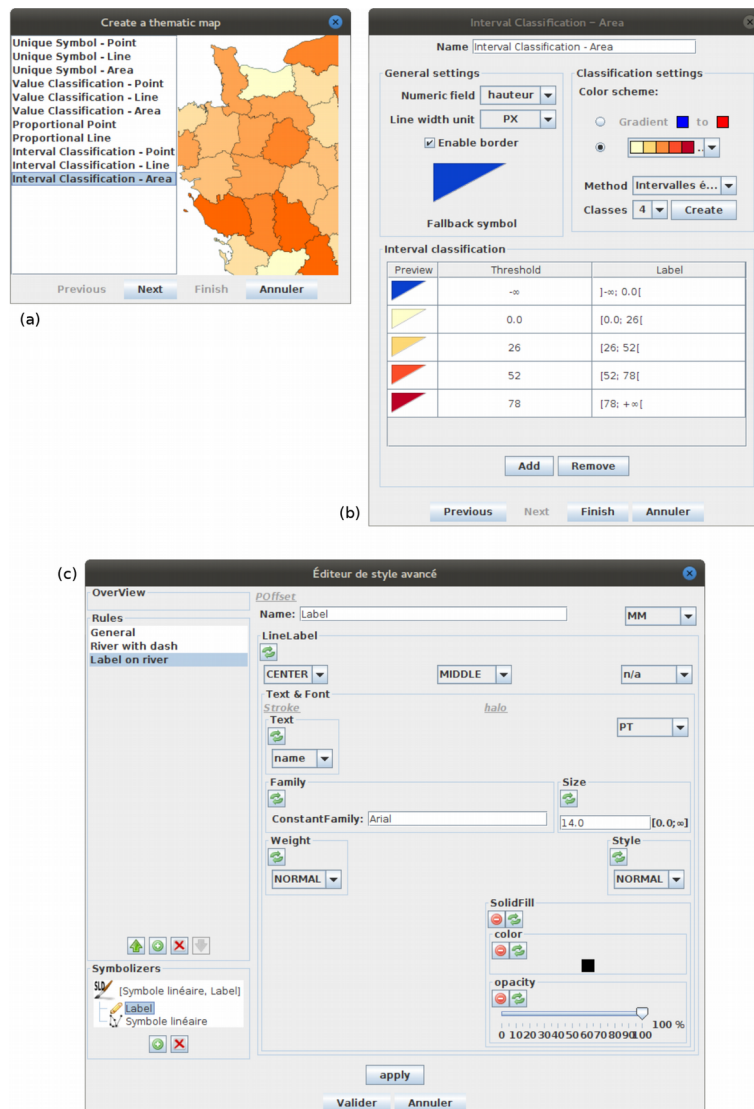 Create a thematic map
Unique Symbol - Point
Unique Symbol - Line
Unique Symbol - Area
Value Classification - Point
Value Classification - Line
Value Classification - Area
Proportional Point
Proportional Line
Interval Classification - Point
Interval Classification - Line
Interval Classification - Area
Previous Next Finish Annuler
(a)
Interval Classification - Area
Name Interval Classification - Area
General settings
Numeric field hauteur
Line width unit PX
Enable border
Fallback symbol
Classification settings
Color scheme:
Gradient to
..
Method Intervalles é...
Classes 4 Create
Interval classification
Preview Threshold Label
-∞ ]-∞; 0.0[
0.0 [0.0; 26[
26 [26; 52[
52 [52; 78[
78 [78; +∞[
Add Remove
Previous Next Finish Annuler
(b)
(c)
Éditeur de style avancé
OverView
Rules
General
River with dash
Label on river
Symbolizers
SLD
[Symbole linéaire, Label]
Label
Symbole linéaire
POffset
Name: Label MM
LineLabel
CENTER MIDDLE n/a
Text & Font
Stroke halo
Text
PT
name
Family Size
ConstantFamily: Arial 14.0 [0.0;∞]
Weight Style
NORMAL NORMAL
SolidFill
color
opacity
100 %
0 10 20 30 40 50 60 70 80 90 100
apply
Valider Annuler